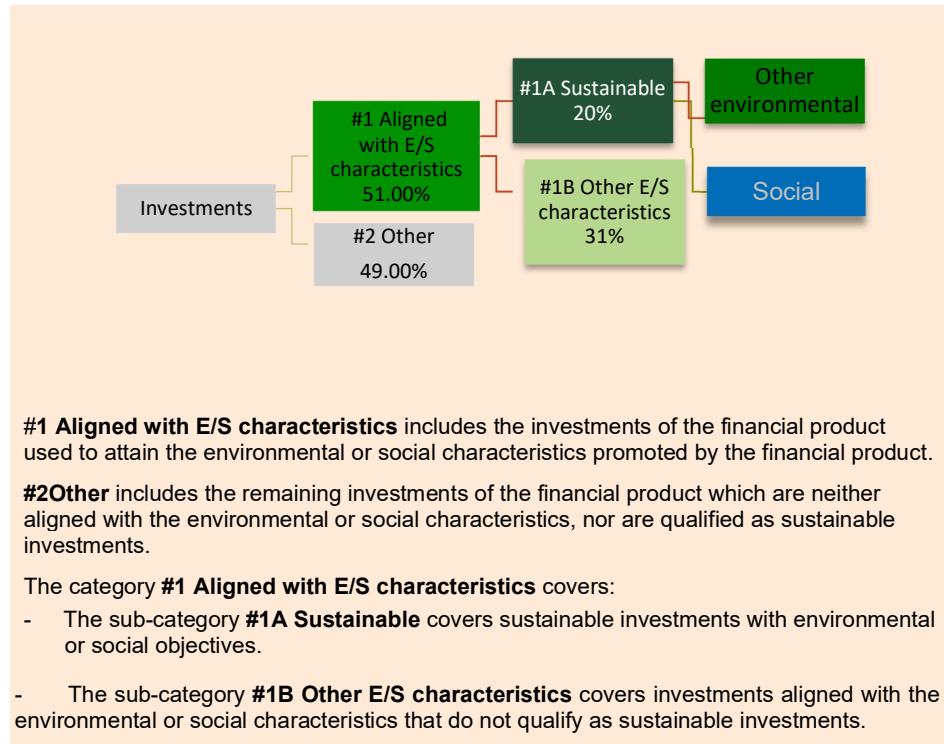 Investments
#1 Aligned
with E/S
characteristics
51.00%
#2 Other
49.00%
#1A Sustainable
20%
#1B Other E/S
characteristics
31%
Other
environmental
Social
#1 Aligned with E/S characteristics includes the investments of the financial product
used to attain the environmental or social characteristics promoted by the financial product.
#2Other includes the remaining investments of the financial product which are neither
aligned with the environmental or social characteristics, nor are qualified as sustainable
investments.
The category #1 Aligned with E/S characteristics covers:
- The sub-category #1A Sustainable covers sustainable investments with environmental
or social objectives.
- The sub-category #1B Other E/S characteristics covers investments aligned with the
environmental or social characteristics that do not qualify as sustainable investments.